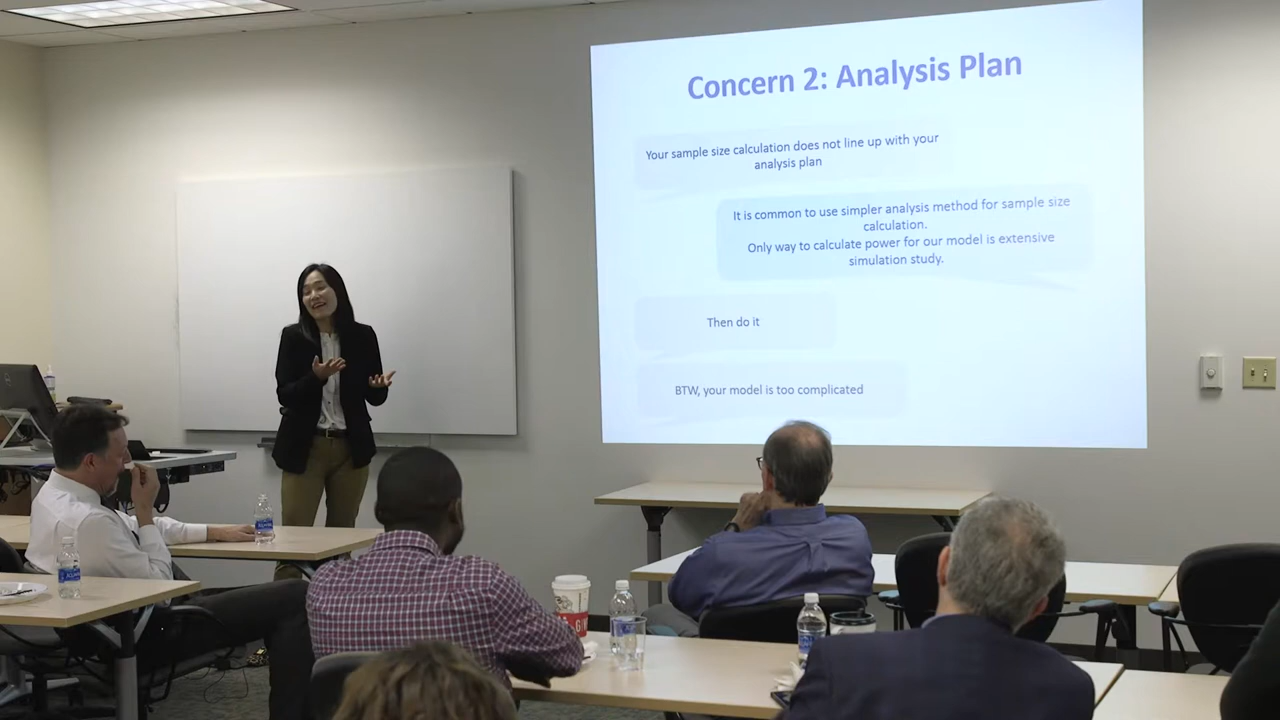 Concern 2: Analysis Plan
Your sample size calculation does not line up with your
analysis plan
It is common to use simpler analysis method for sample size
calculation.
Only way to calculate power for our model is extensive
simulation study.
Then do it
BTW, your model is too complicated